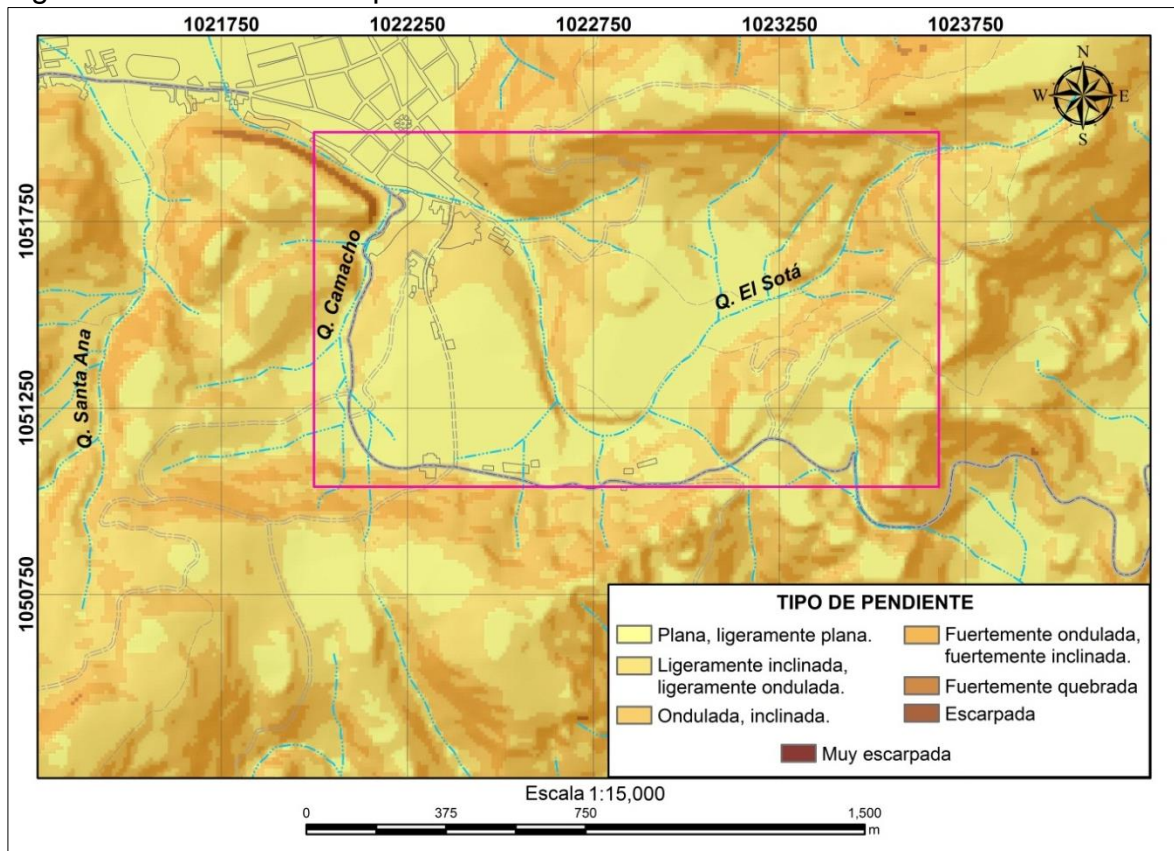 1021750 1022250 1022750 1023250 1023750
N
W E
S
1051750
1051250
1050750
Q. Santa Ana
Q. Camacho
Q. El Sotá
TIPO DE PENDIENTE
Plana, ligeramente plana.
Ligeramente inclinada,
ligeramente ondulada.
Ondulada, inclinada.
Fuertemente ondulada,
fuertemente inclinada.
Fuertemente quebrada
Escarpada
Muy escarpada
Escala 1:15,000
0 375 750 1,500
m